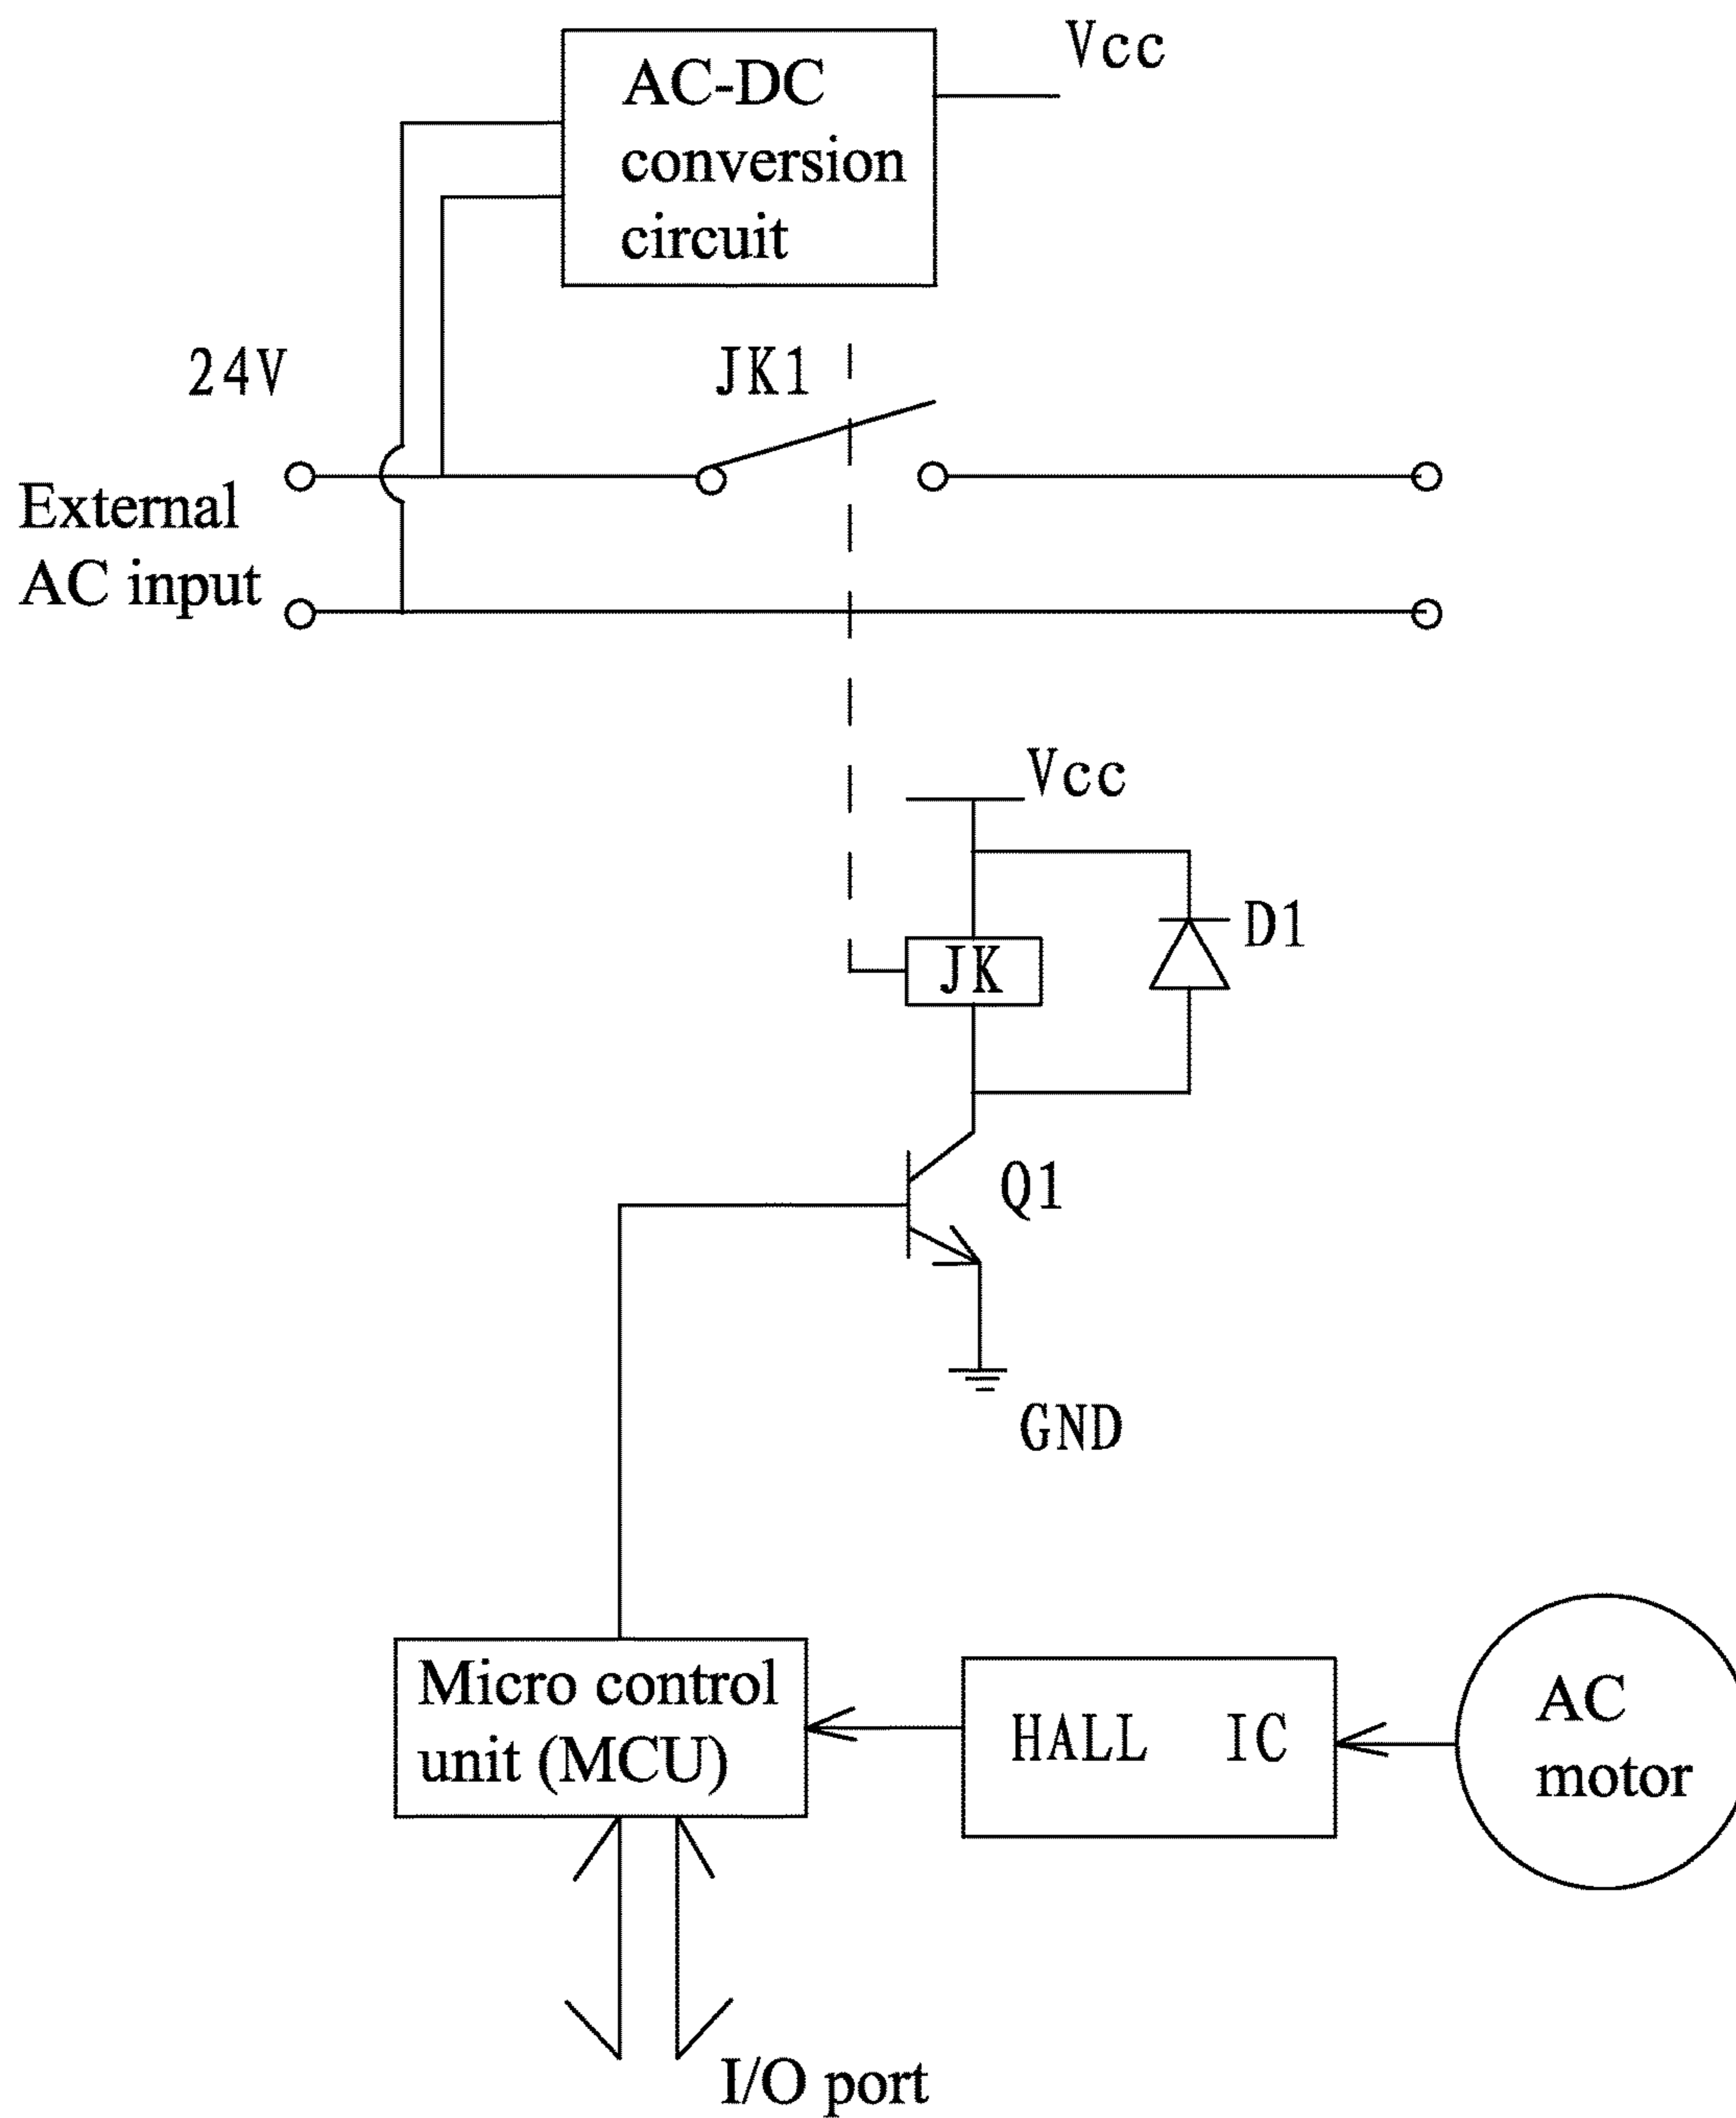 Vcc
AC-DC
conversion
circuit
24V
JK1
External
AC input
Vcc
D1
JK
Q1
GND
Micro control
unit (MCU)
HALL IC
AC
motor
I/O port